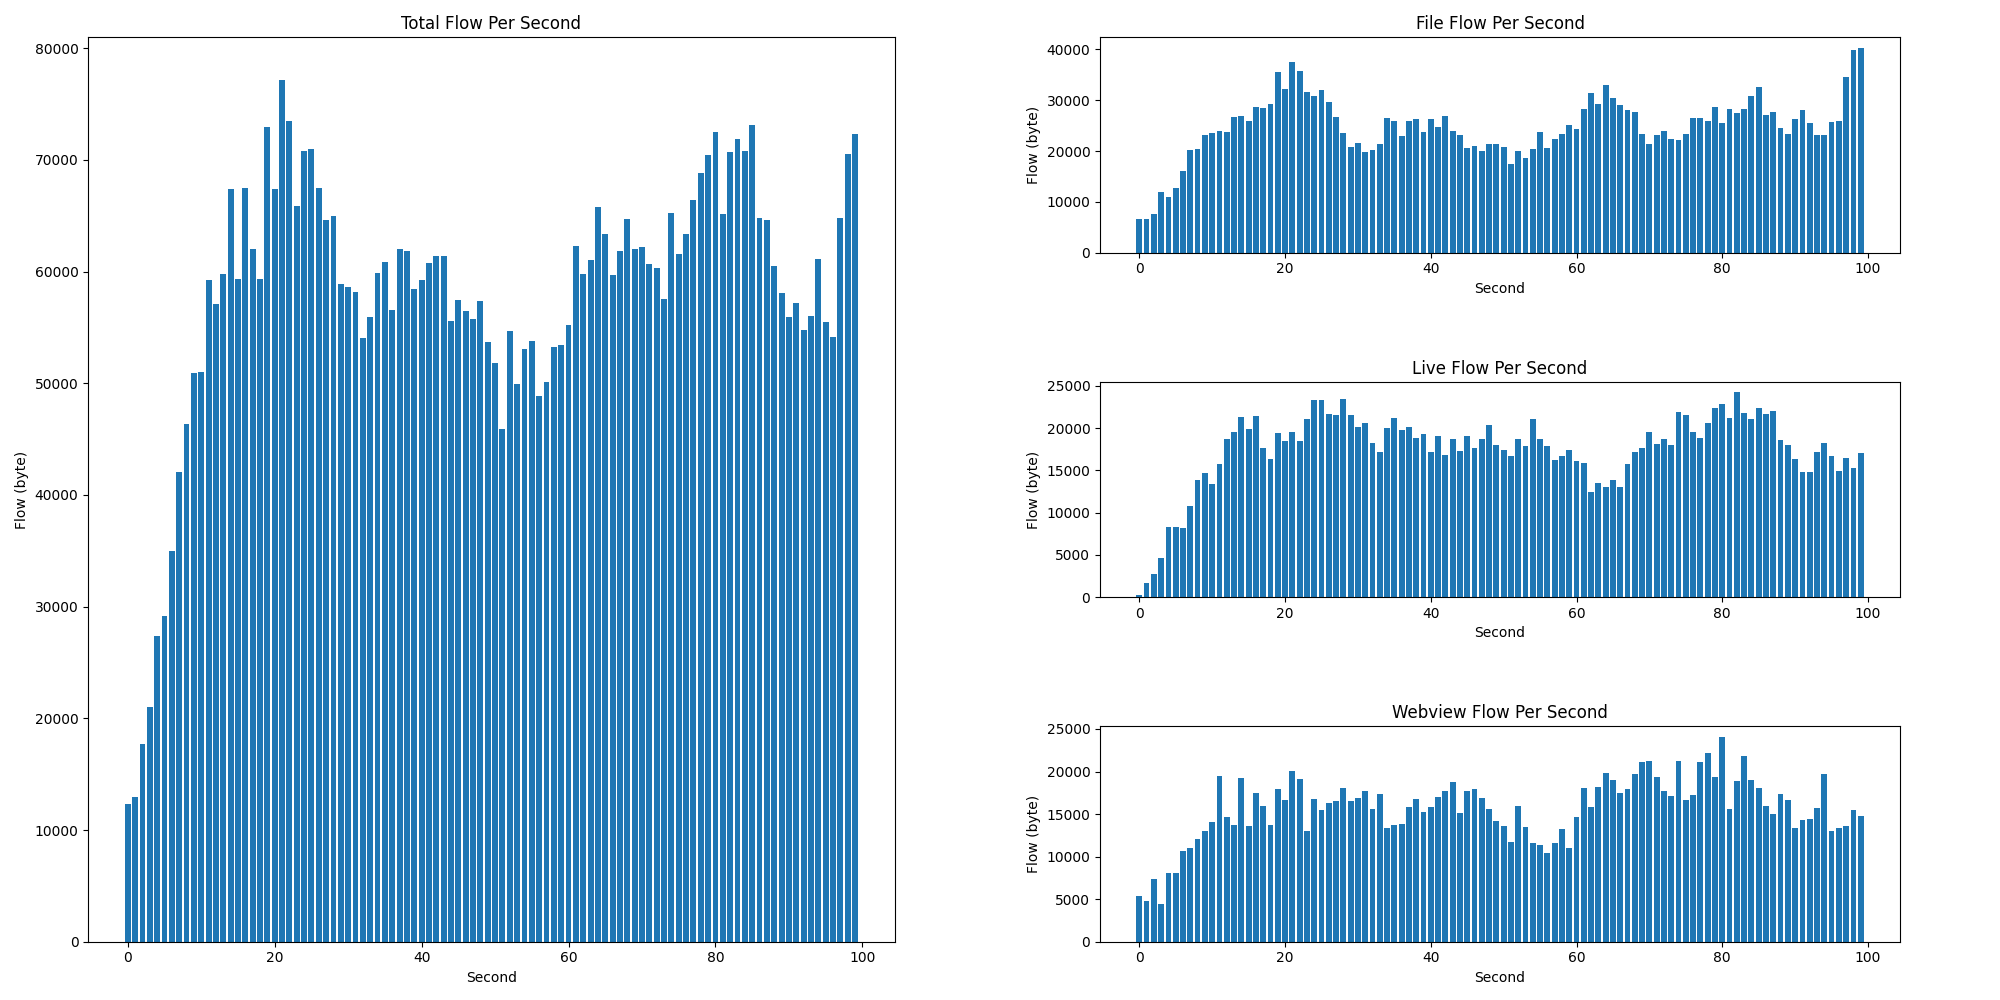 Total Flow Per Second
80000
70000
60000
50000
40000
30000
20000
10000
0
Flow (byte)
0 20 40 60 80 100
Second
File Flow Per Second
40000
30000
20000
10000
0
Flow (byte)
0 20 40 60 80 100
Second
Live Flow Per Second
25000
20000
15000
10000
5000
0
Flow (byte)
0 20 40 60 80 100
Second
Webview Flow Per Second
25000
20000
15000
10000
5000
0
Flow (byte)
0 20 40 60 80 100
Second